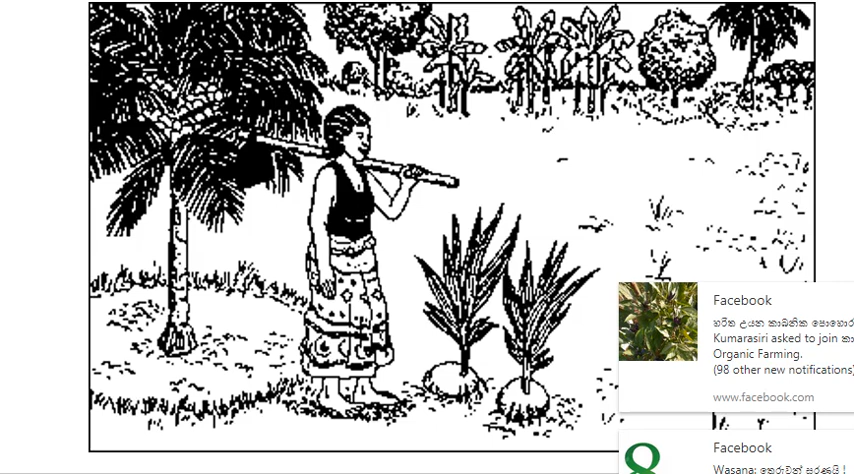 Facebook
හරිත උයන කාබනික පොහොර
Kumarasiri asked to join කා
Organic Farming.
(98 other new notifications)
www.facebook.com
8
Facebook
Wasana: තෙරුවන් සරණයි !